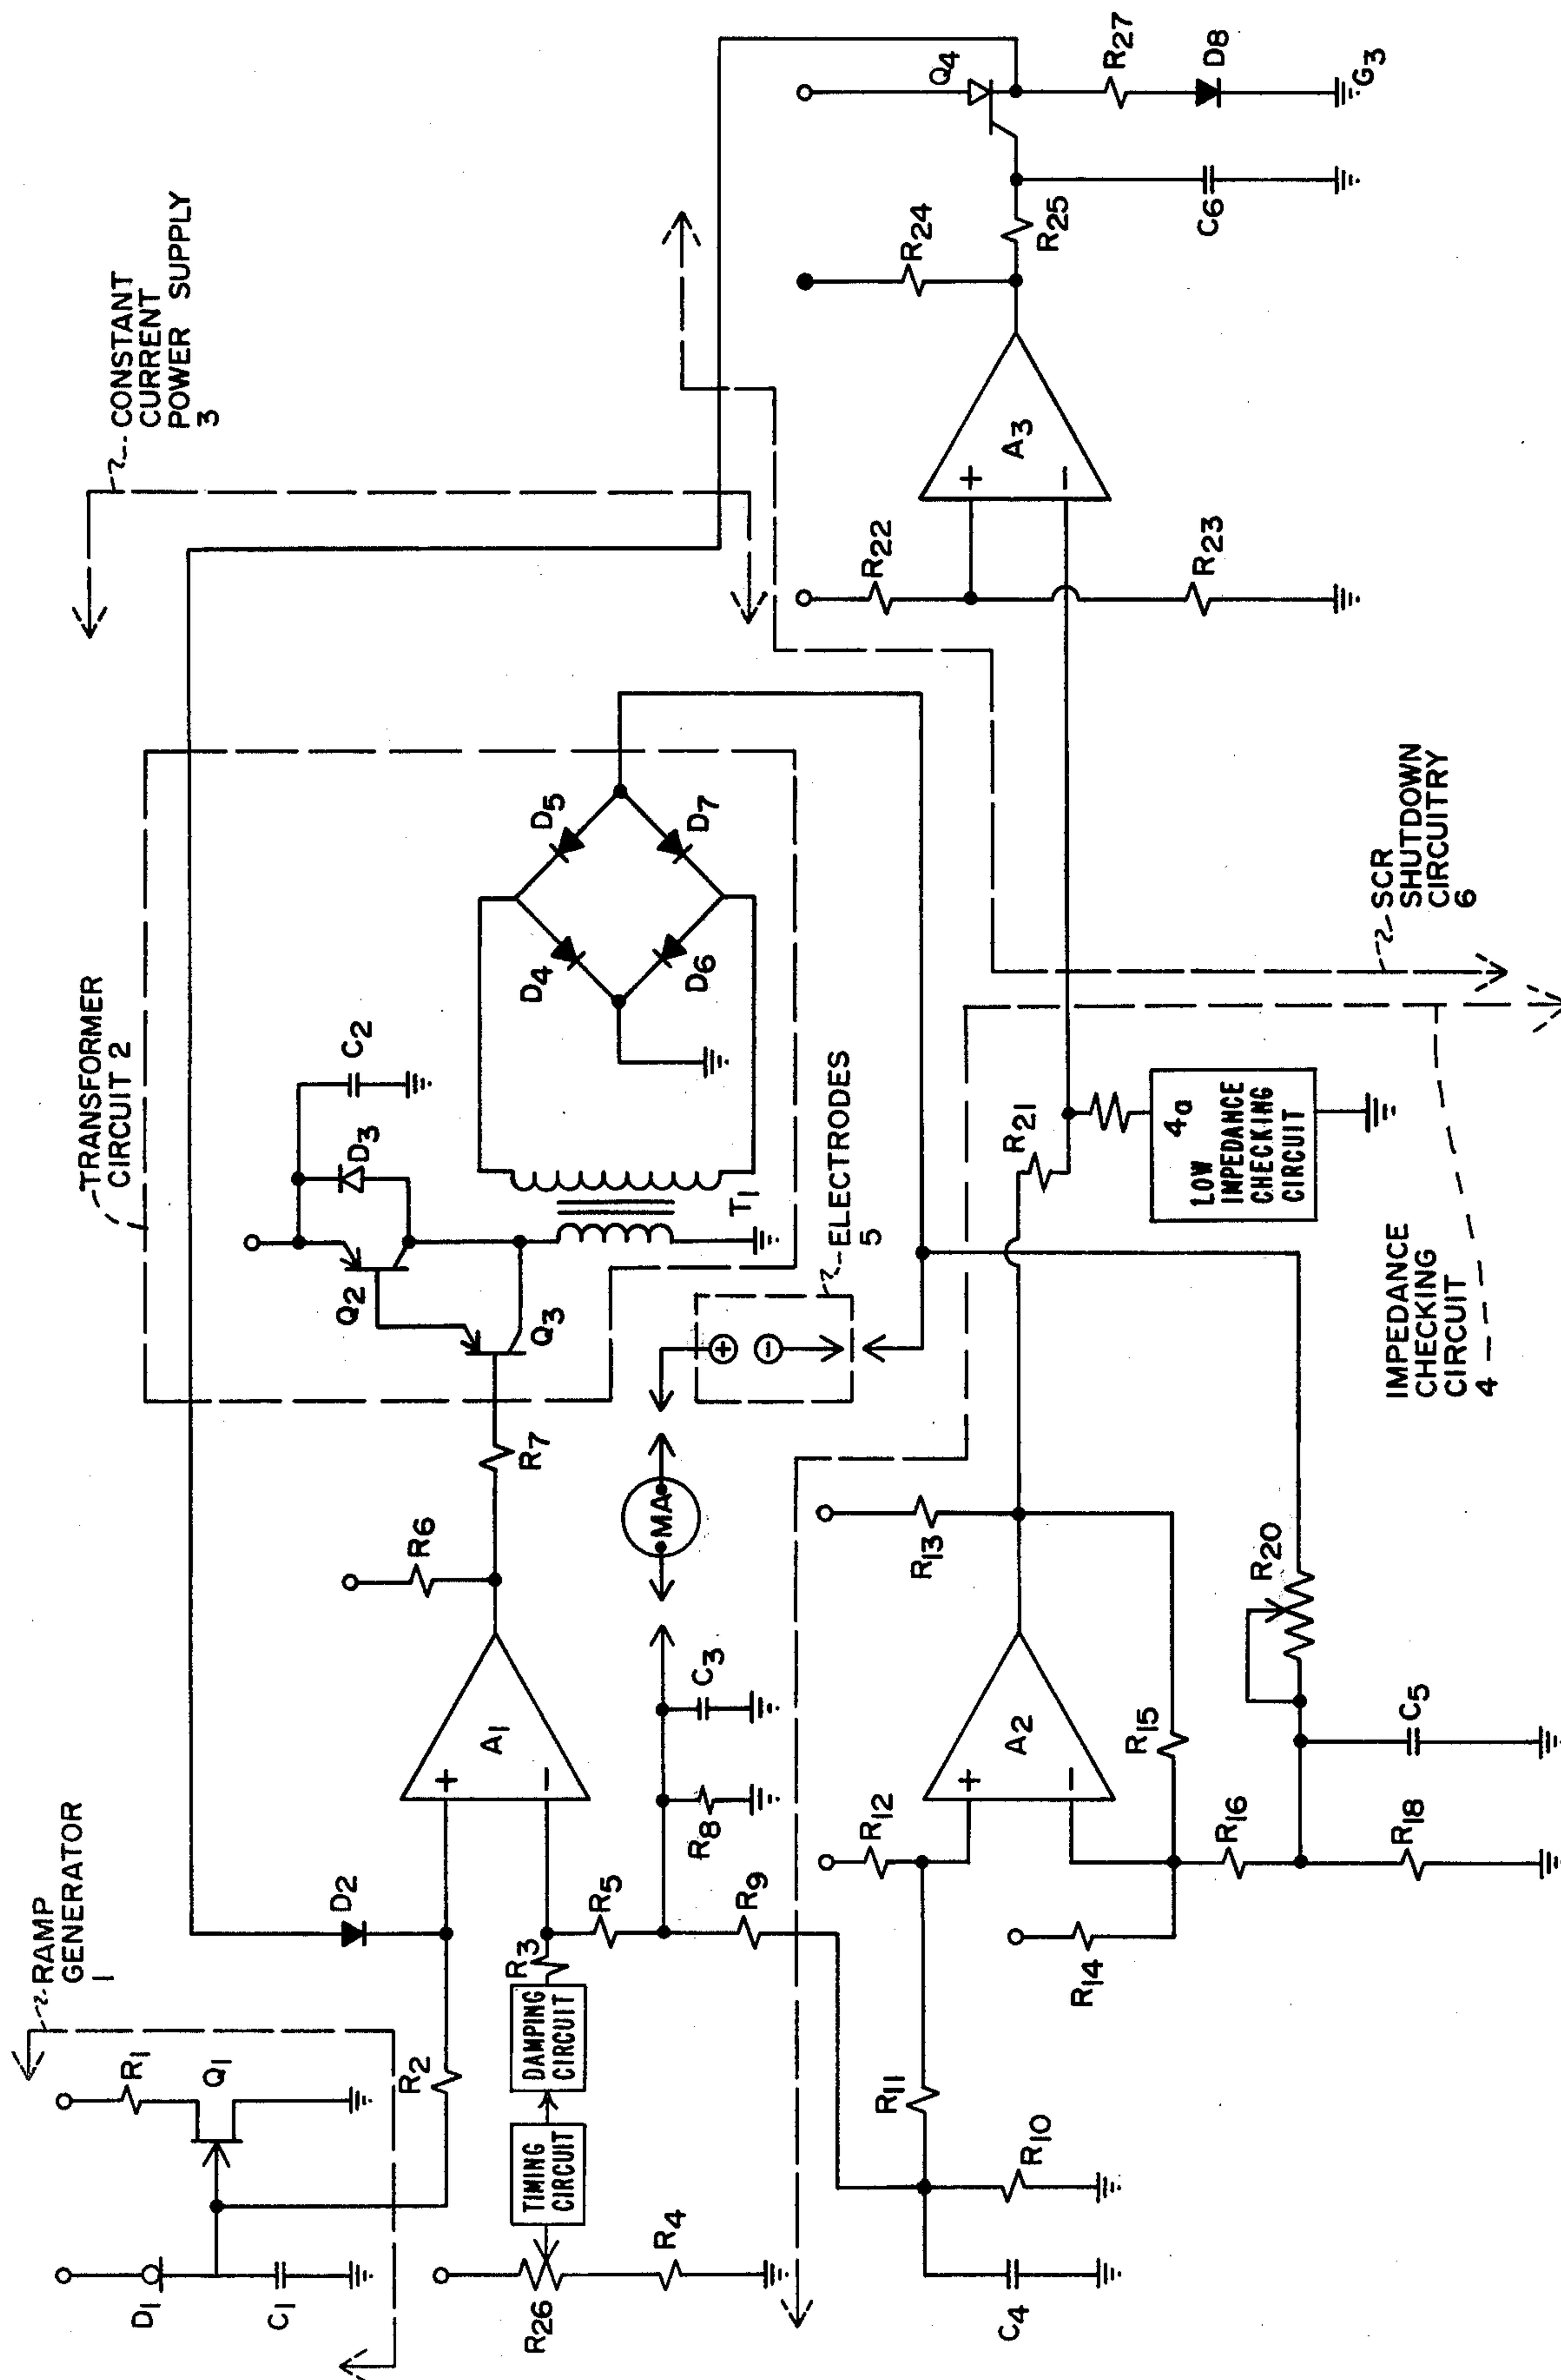 RAMP
GENERATOR
1
TRANSFORMER
CIRCUIT 2
CONSTANT
CURRENT
POWER SUPPLY
3
D1
C1
R1
Q1
R2
D2
R26
R4
TIMING
CIRCUIT
DAMPING
CIRCUIT
R3
R5
R9
R8
C3
+
−
A1
R6
R7
MA
Q2
Q3
D3
C2
T1
D4
D5
D6
D7
+
−
ELECTRODES
5
C4
R10
R11
R12
R14
+
−
A2
R13
R15
R16
R18
C5
R20
R21
4a
LOW
IMPEDANCE
CHECKING
CIRCUIT
IMPEDANCE
CHECKING
CIRCUIT
4
SCR
SHUTDOWN
CIRCUITRY
6
R22
R23
+
−
A3
R24
R25
C6
Q4
R27
D8
G3